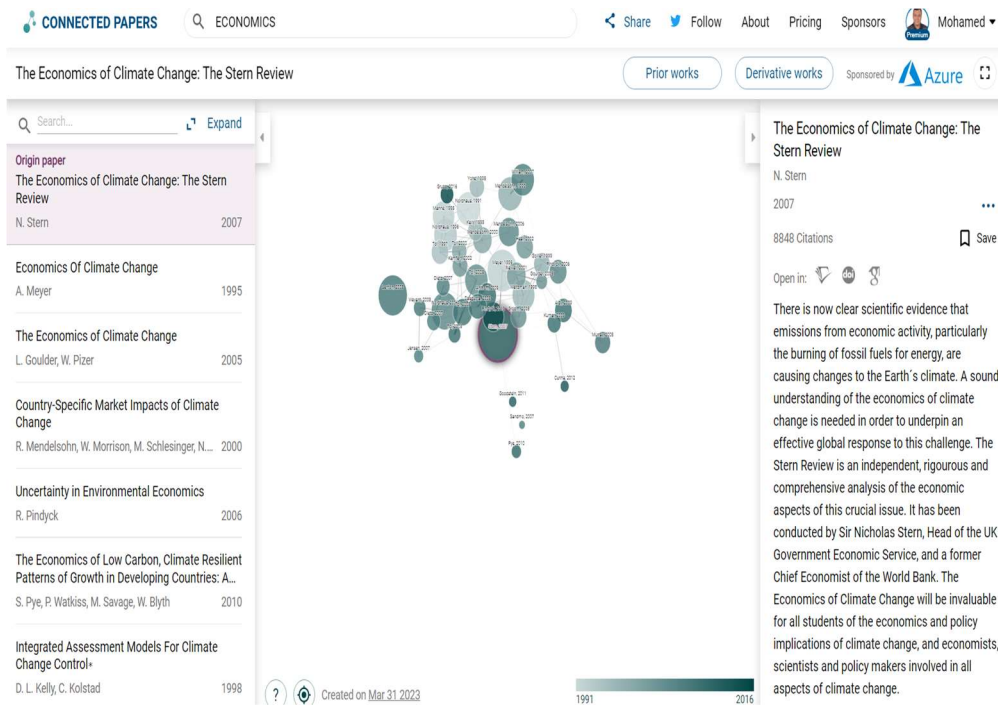 CONNECTED PAPERS
ECONOMICS
Share
Follow
About
Pricing
Sponsors
Premium
Mohamed
The Economics of Climate Change: The Stern Review
Prior works
Derivative works
Sponsored by
Azure
Search...
Expand
Origin paper
The Economics of Climate Change: The Stern
Review
N. Stern 2007
Economics Of Climate Change
A. Meyer 1995
The Economics of Climate Change
L. Goulder, W. Pizer 2005
Country-Specific Market Impacts of Climate
Change
R. Mendelsohn, W. Morrison, M. Schlesinger, N.... 2000
Uncertainty in Environmental Economics
R. Pindyck 2006
The Economics of Low Carbon, Climate Resilient
Patterns of Growth in Developing Countries: A...
S. Pye, P. Watkiss, M. Savage, W. Blyth 2010
Integrated Assessment Models For Climate
Change Control*
D. L. Kelly, C. Kolstad 1998
Pye, 2010
?
Created on Mar 31 2023
1991
2016
The Economics of Climate Change: The
Stern Review
N. Stern
2007
8848 Citations
Save
Open in:
doi
There is now clear scientific evidence that
emissions from economic activity, particularly
the burning of fossil fuels for energy, are
causing changes to the Earth´s climate. A sound
understanding of the economics of climate
change is needed in order to underpin an
effective global response to this challenge. The
Stern Review is an independent, rigourous and
comprehensive analysis of the economic
aspects of this crucial issue. It has been
conducted by Sir Nicholas Stern, Head of the UK
Government Economic Service, and a former
Chief Economist of the World Bank. The
Economics of Climate Change will be invaluable
for all students of the economics and policy
implications of climate change, and economists,
scientists and policy makers involved in all
aspects of climate change.